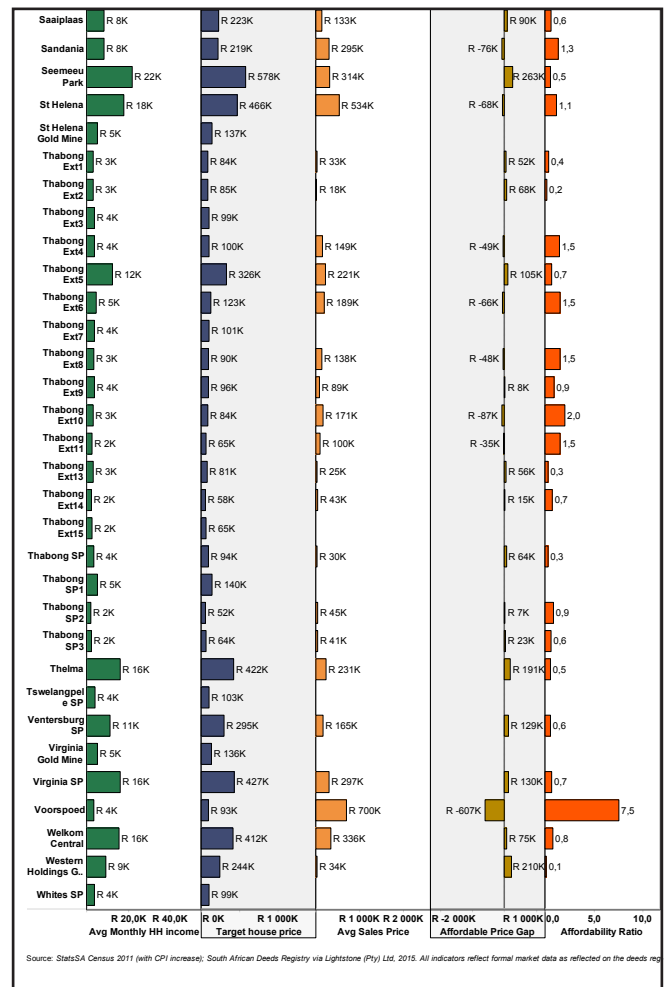 Saaiplaas R 8K R 223K R 133K R 90K 0,6
Sandania R 8K R 219K R 295K R -76K 1,3
Seemeeu
Park R 22K R 578K R 314K R 263K 0,5
St Helena R 18K R 466K R 534K R -68K 1,1
St Helena
Gold Mine R 5K R 137K
Thabong
Ext1 R 3K R 84K R 33K R 52K 0,4
Thabong
Ext2 R 3K R 85K R 18K R 68K 0,2
Thabong
Ext3 R 4K R 99K
Thabong
Ext4 R 4K R 100K R 149K R -49K 1,5
Thabong
Ext5 R 12K R 326K R 221K R 105K 0,7
Thabong
Ext6 R 5K R 123K R 189K R -66K 1,5
Thabong
Ext7 R 4K R 101K
Thabong
Ext8 R 3K R 90K R 138K R -48K 1,5
Thabong
Ext9 R 4K R 96K R 89K R 8K 0,9
Thabong
Ext10 R 3K R 84K R 171K R -87K 2,0
Thabong
Ext11 R 2K R 65K R 100K R -35K 1,5
Thabong
Ext13 R 3K R 81K R 25K R 56K 0,3
Thabong
Ext14 R 2K R 58K R 43K R 15K 0,7
Thabong
Ext15 R 2K R 65K
Thabong SP R 4K R 94K R 30K R 64K 0,3
Thabong
SP1 R 5K R 140K
Thabong
SP2 R 2K R 52K R 45K R 7K 0,9
Thabong
SP3 R 2K R 64K R 41K R 23K 0,6
Thelma R 16K R 422K R 231K R 191K 0,5
Tswelangpel
e SP R 4K R 103K
Ventersburg
SP R 11K R 295K R 165K R 129K 0,6
Virginia
Gold Mine R 5K R 136K
Virginia SP R 16K R 427K R 297K R 130K 0,7
Voorspoed R 4K R 93K R 700K R -607K 7,5
Welkom
Central R 16K R 412K R 336K R 75K 0,8
Western
Holdings G.. R 9K R 244K R 34K R 210K 0,1
Whites SP R 4K R 99K
R 20,0K R 40,0K R 0K R 1 000K R 1 000K R 2 000K R -2 000K R 1 000K 0,0 5,0 10,0
Avg Monthly HH income Target house price Avg Sales Price Affordable Price Gap Affordability Ratio
Source: StatsSA Census 2011 (with CPI increase); South African Deeds Registry via Lightstone (Pty) Ltd, 2015. All indicators reflect formal market data as reflected on the deeds reg